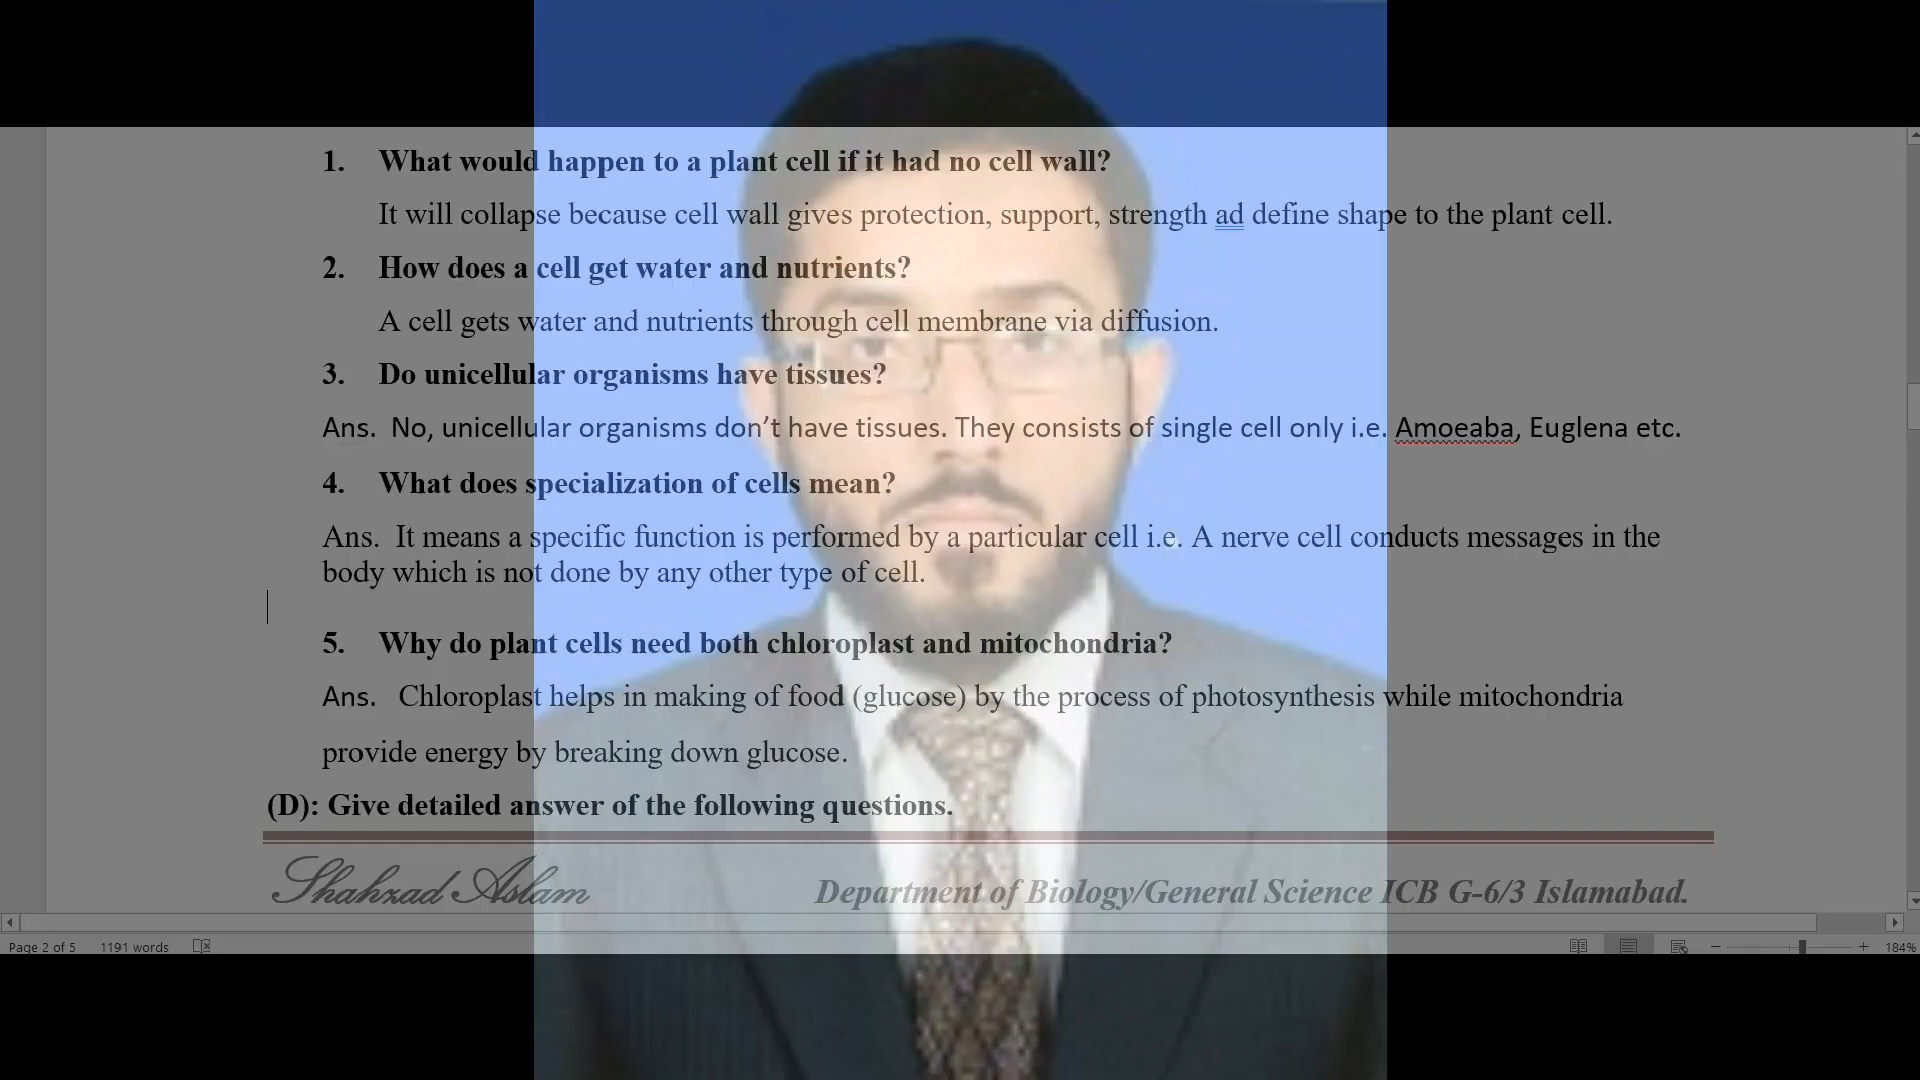 1. What would happen to a plant cell if it had no cell wall?
It will collapse because cell wall gives protection, support, strength ad define shape to the plant cell.
2. How does a cell get water and nutrients?
A cell gets water and nutrients through cell membrane via diffusion.
3. Do unicellular organisms have tissues?
Ans. No, unicellular organisms don’t have tissues. They consists of single cell only i.e. Amoeaba, Euglena etc.
4. What does specialization of cells mean?
Ans. It means a specific function is performed by a particular cell i.e. A nerve cell conducts messages in the
body which is not done by any other type of cell.
5. Why do plant cells need both chloroplast and mitochondria?
Ans. Chloroplast helps in making of food (glucose) by the process of photosynthesis while mitochondria
provide energy by breaking down glucose.
(D): Give detailed answer of the following questions.
Shahzad Aslam Department of Biology/General Science ICB G-6/3 Islamabad.
Page 2 of 5 1191 words 184%